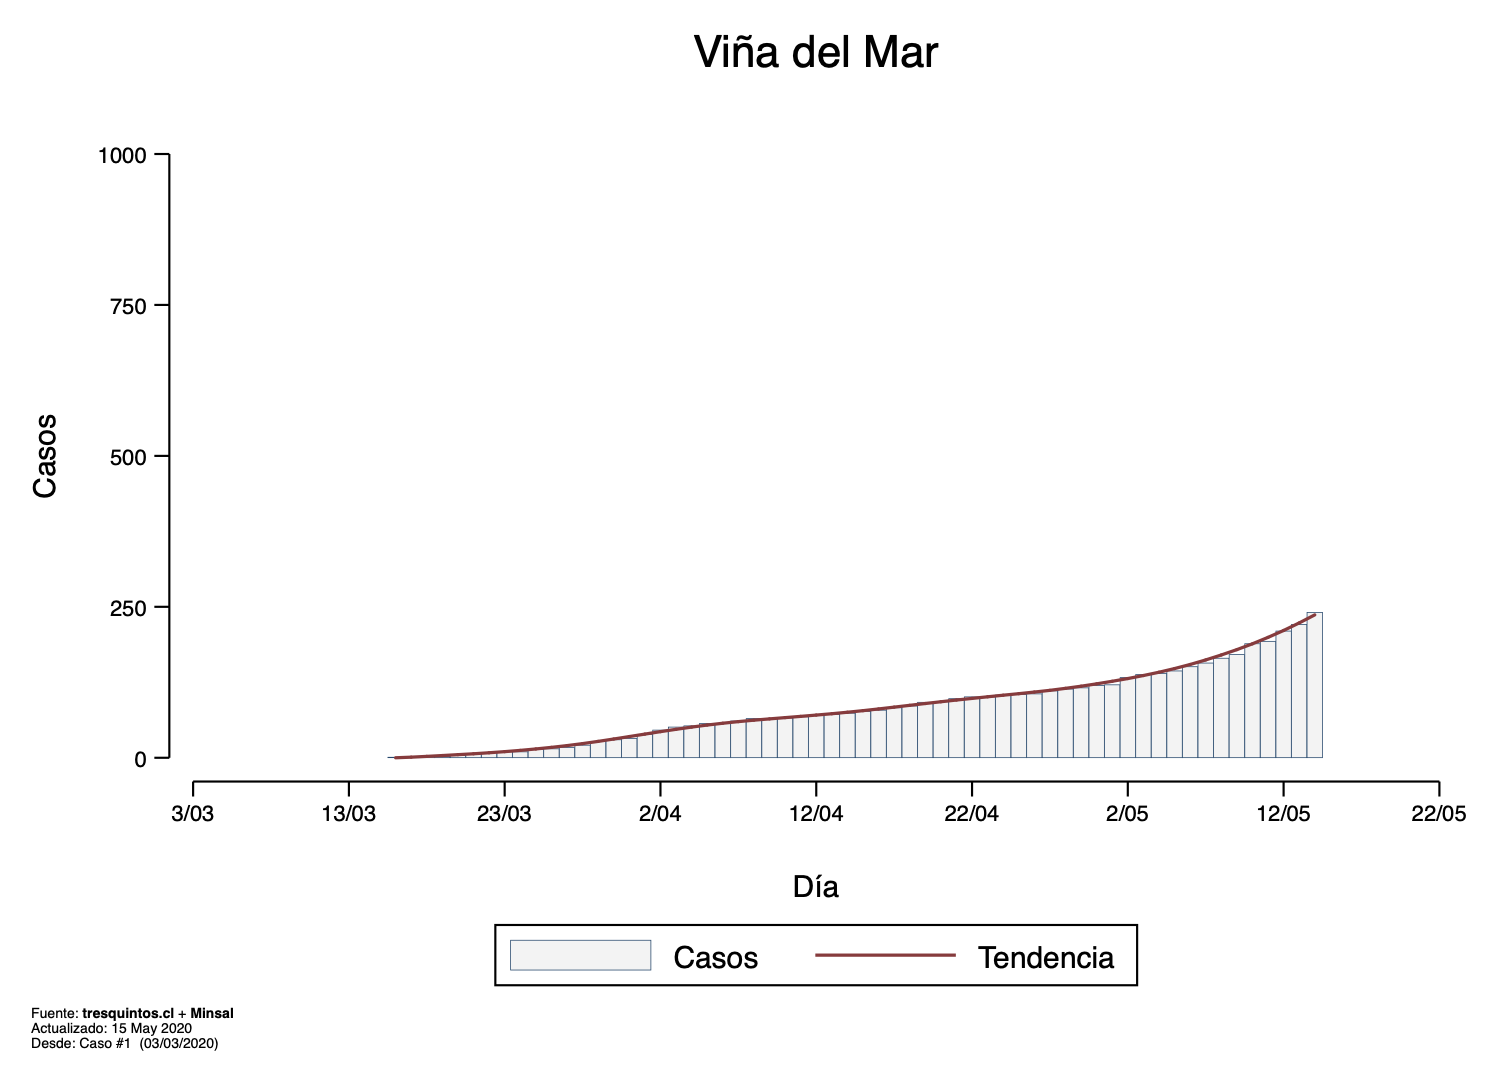 Viña del Mar
Casos
1000
750
500
250
0
3/03 13/03 23/03 2/04 12/04 22/04 2/05 12/05 22/05
Día
Casos Tendencia
Fuente: tresquintos.cl + Minsal
Actualizado: 15 May 2020
Desde: Caso #1 (03/03/2020)